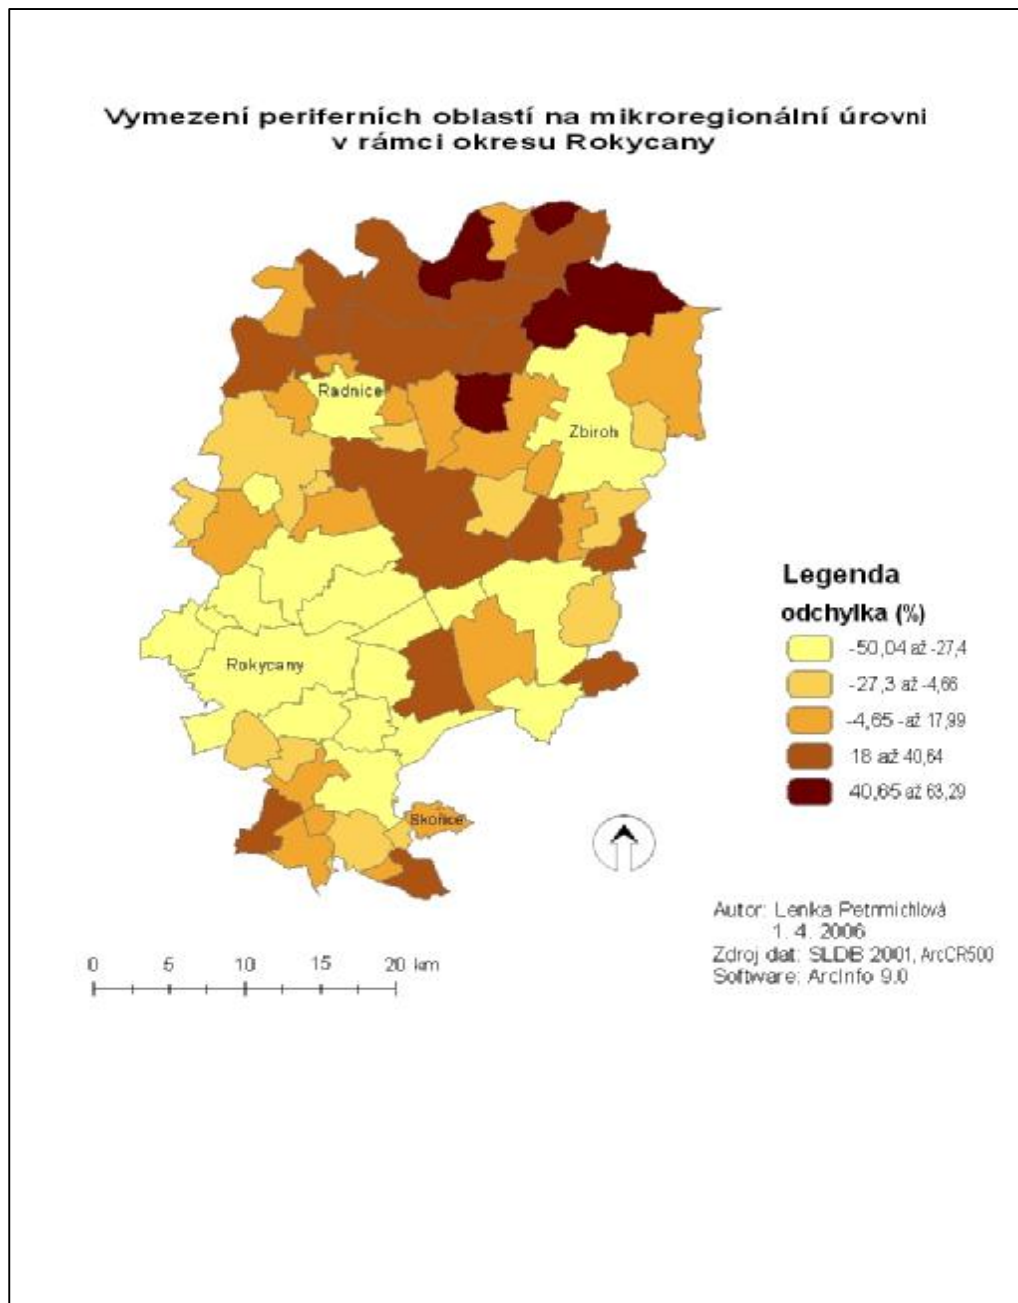 Vymezení periferních oblastí na mikroregionální úrovni
v rámci okresu Rokycany
Radnice
Zbiroh
Rokycany
Skořice
Legenda
odchylka (%)
-50,04 až -27,4
-27,3 až -4,66
-4,65 - až 17,99
18 až 40,64
40,65 až 63,29
Autor: Lenka Petrmichlová
1. 4. 2006
Zdroj dat: SLDB 2001, ArcCR500
Software: ArcInfo 9.0
0 5 10 15 20 km